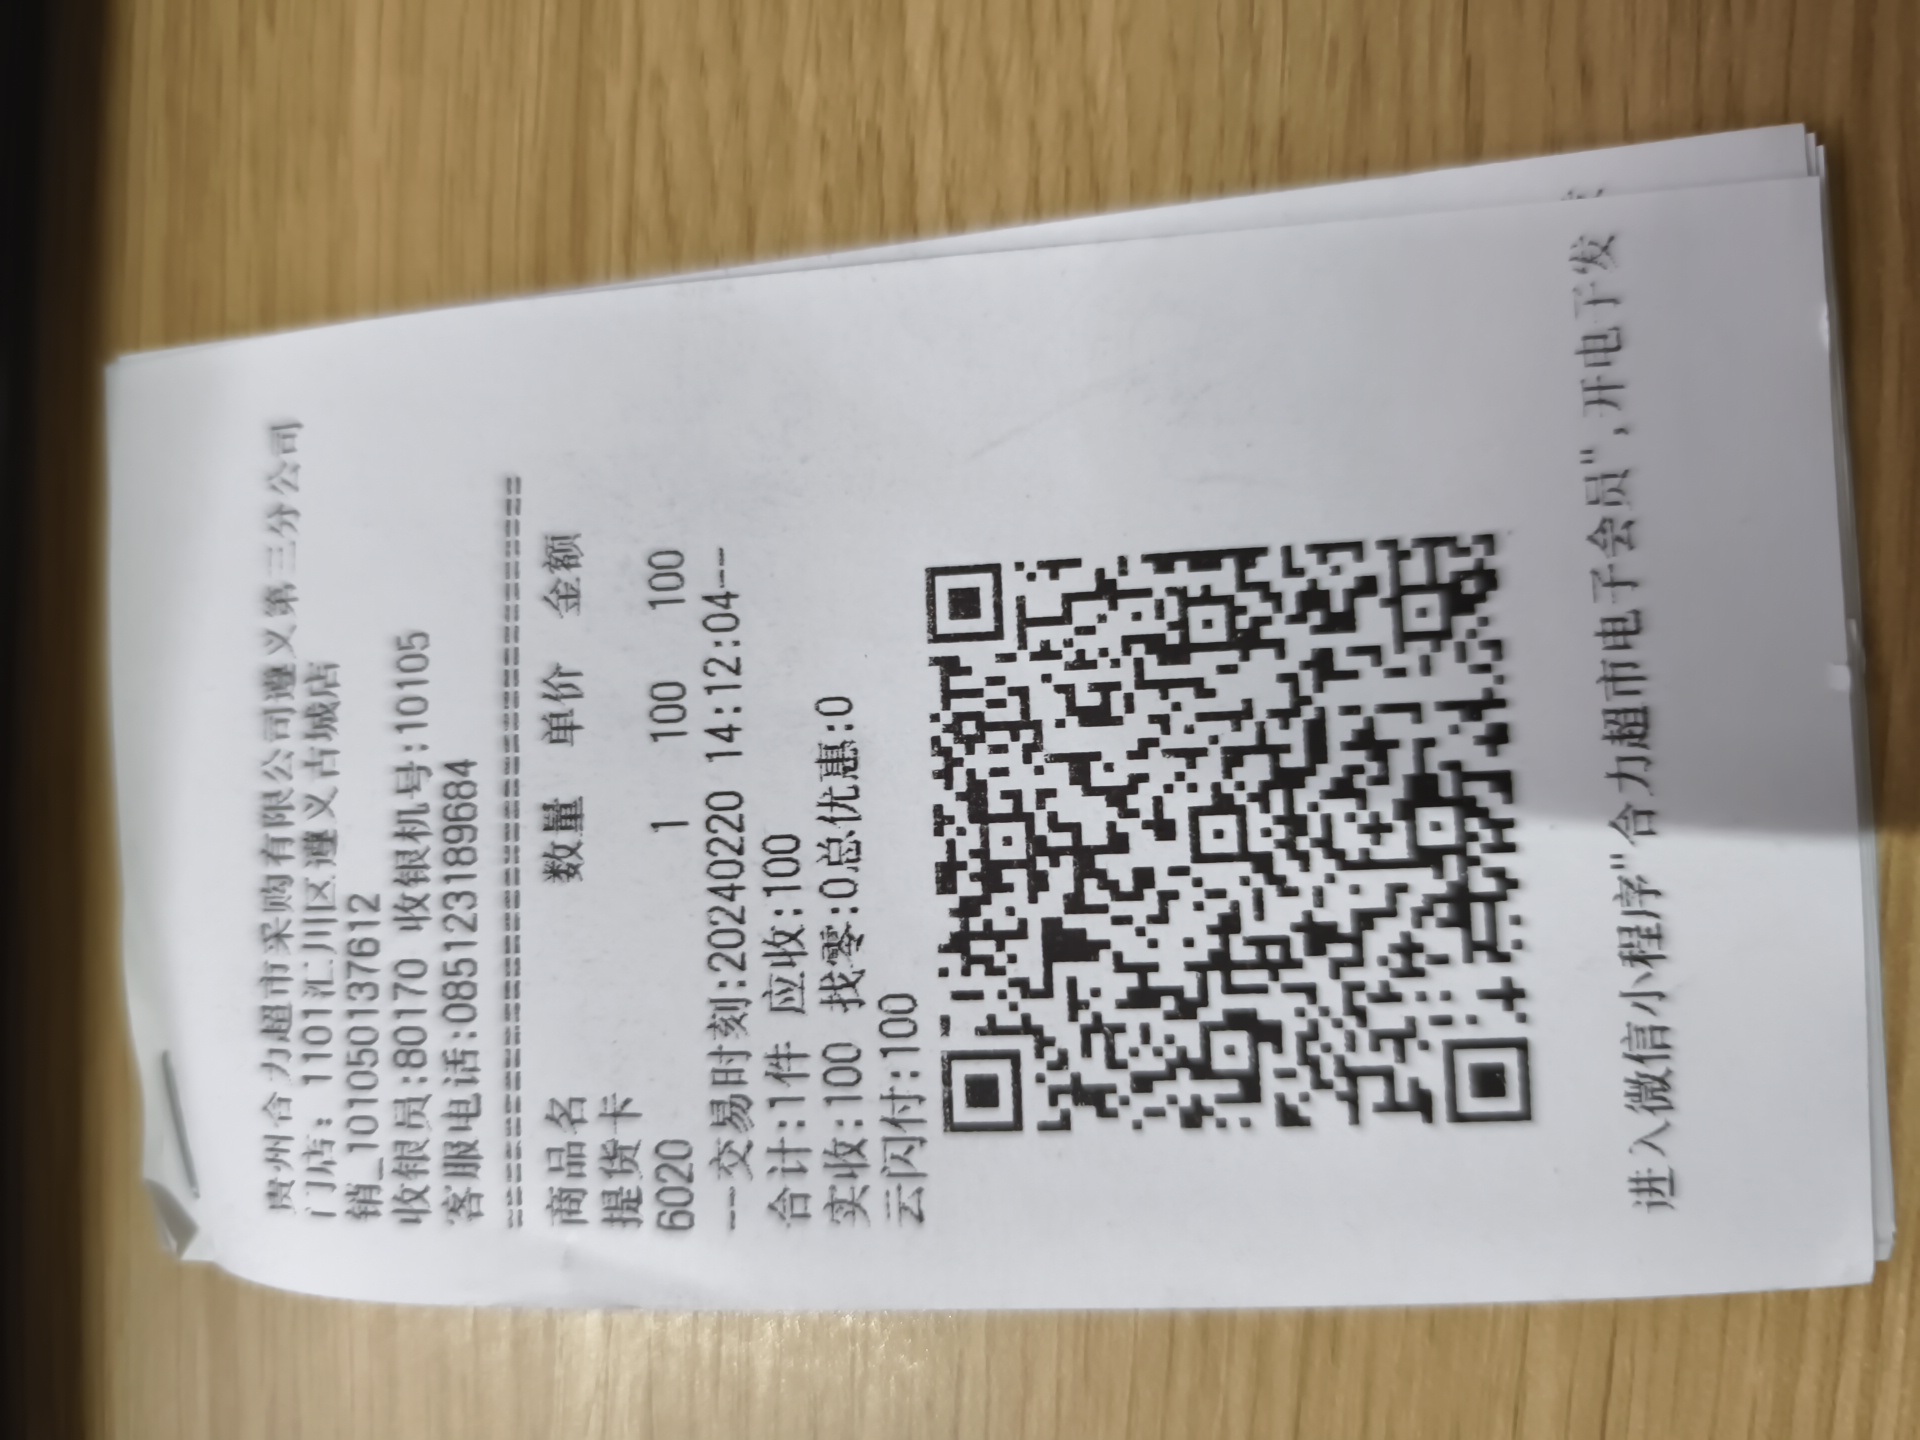 贵州合力超市采购有限公司遵义第三分公司
门店: 1101汇川区遵义古城店
销_1010501376​12
收银员:80170 收银机号:10105
客服电话:085123189684
========================================
商品名 数量 单价 金额
提货卡
6020 1 100 100
--交易时刻:20240220 14:12:04--
合计:1件 应收:100
实收:100 找零:0总优惠:0
云闪付:100
进入微信小程序"合力超市电子会员",开电子发